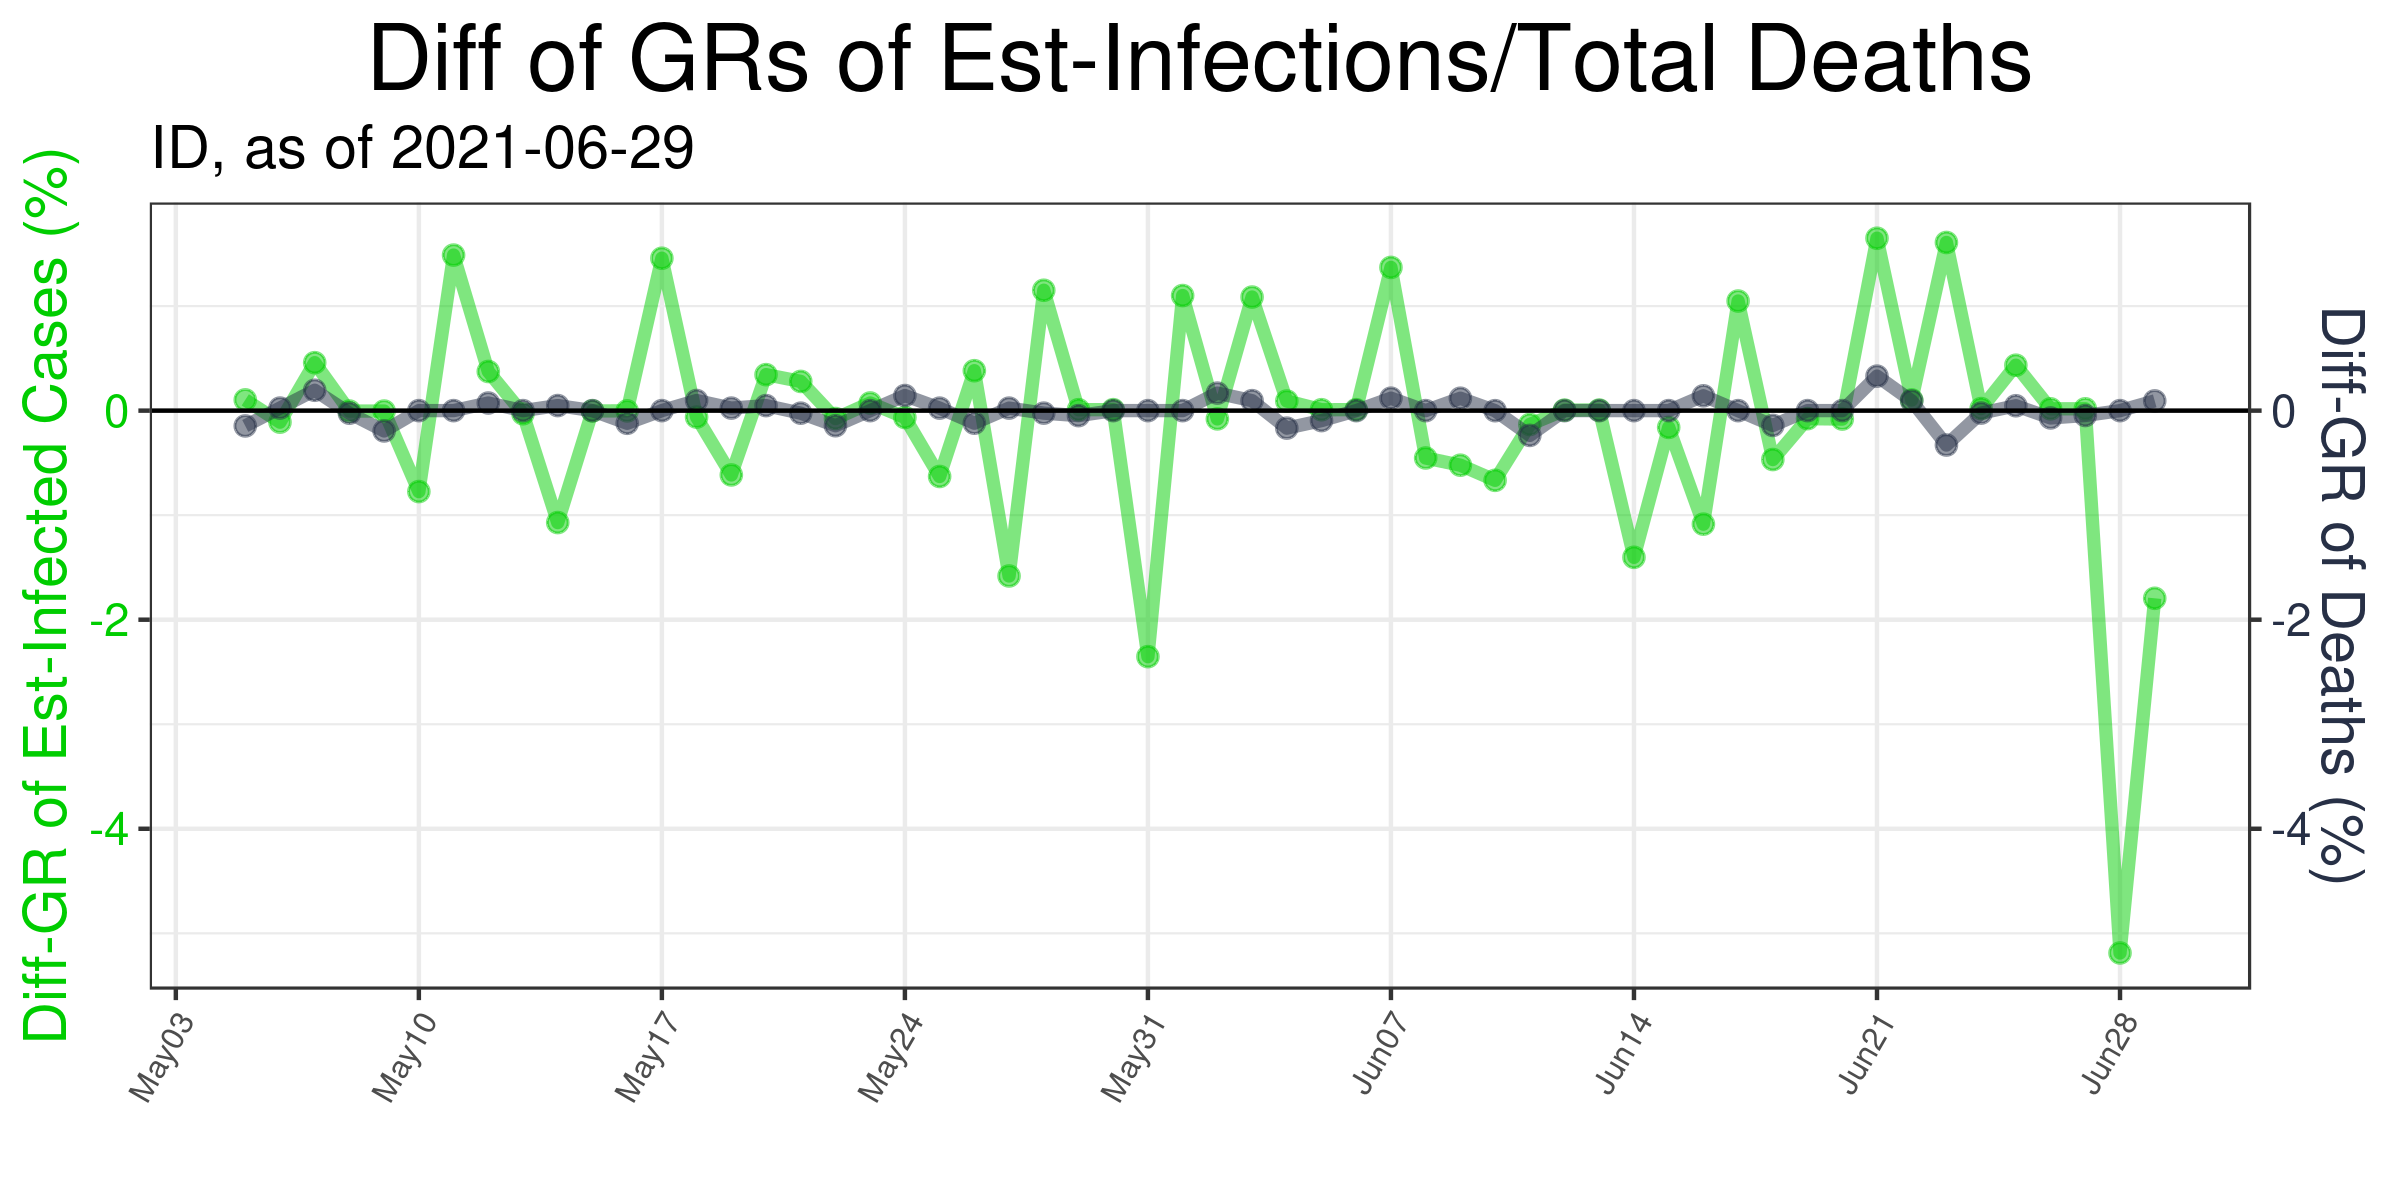 Diff of GRs of Est-Infections/Total Deaths
ID, as of 2021-06-29
Diff-GR of Est-Infected Cases (%)
0
-2
-4
0
-2
-4
Diff-GR of Deaths (%)
May03
May10
May17
May24
May31
Jun07
Jun14
Jun21
Jun28